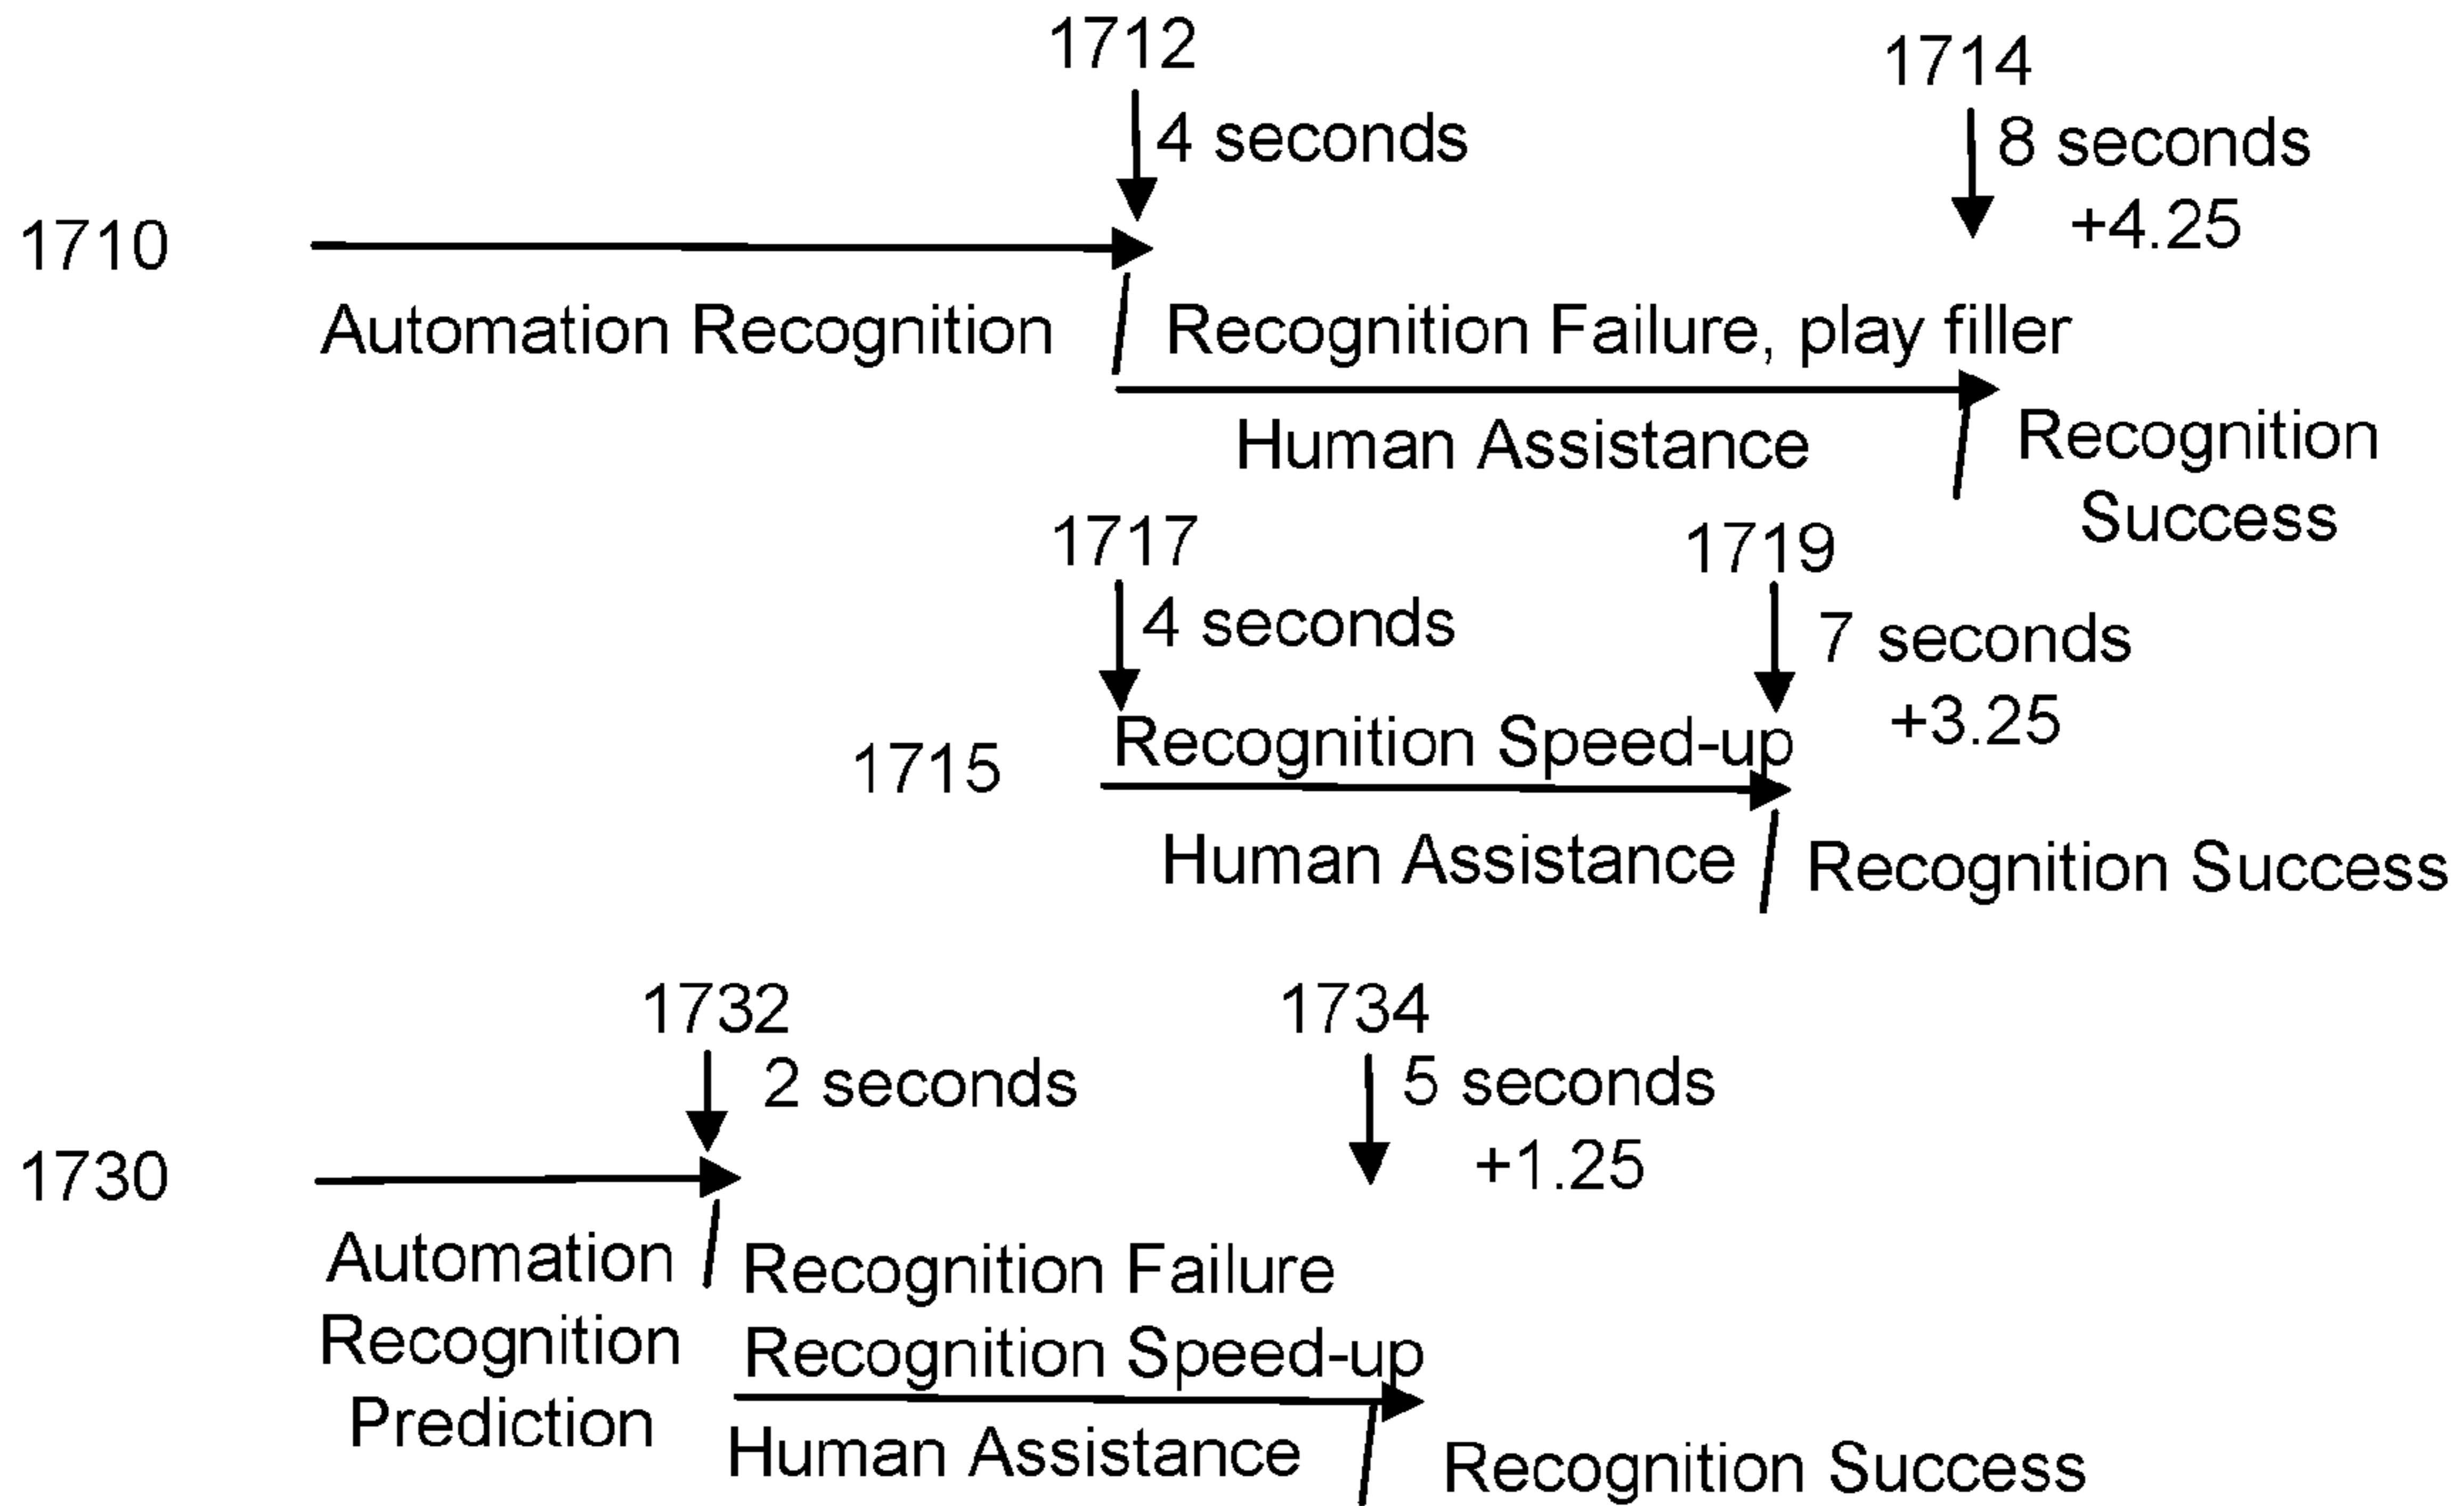 1712
1714
4 seconds
8 seconds
+4.25
1710
Automation Recognition
Recognition Failure, play filler
Human Assistance
Recognition
Success
1717
1719
4 seconds
7 seconds
+3.25
1715
Recognition Speed-up
Human Assistance
Recognition Success
1732
1734
2 seconds
5 seconds
+1.25
1730
Automation
Recognition
Prediction
Recognition Failure
Recognition Speed-up
Human Assistance
Recognition Success